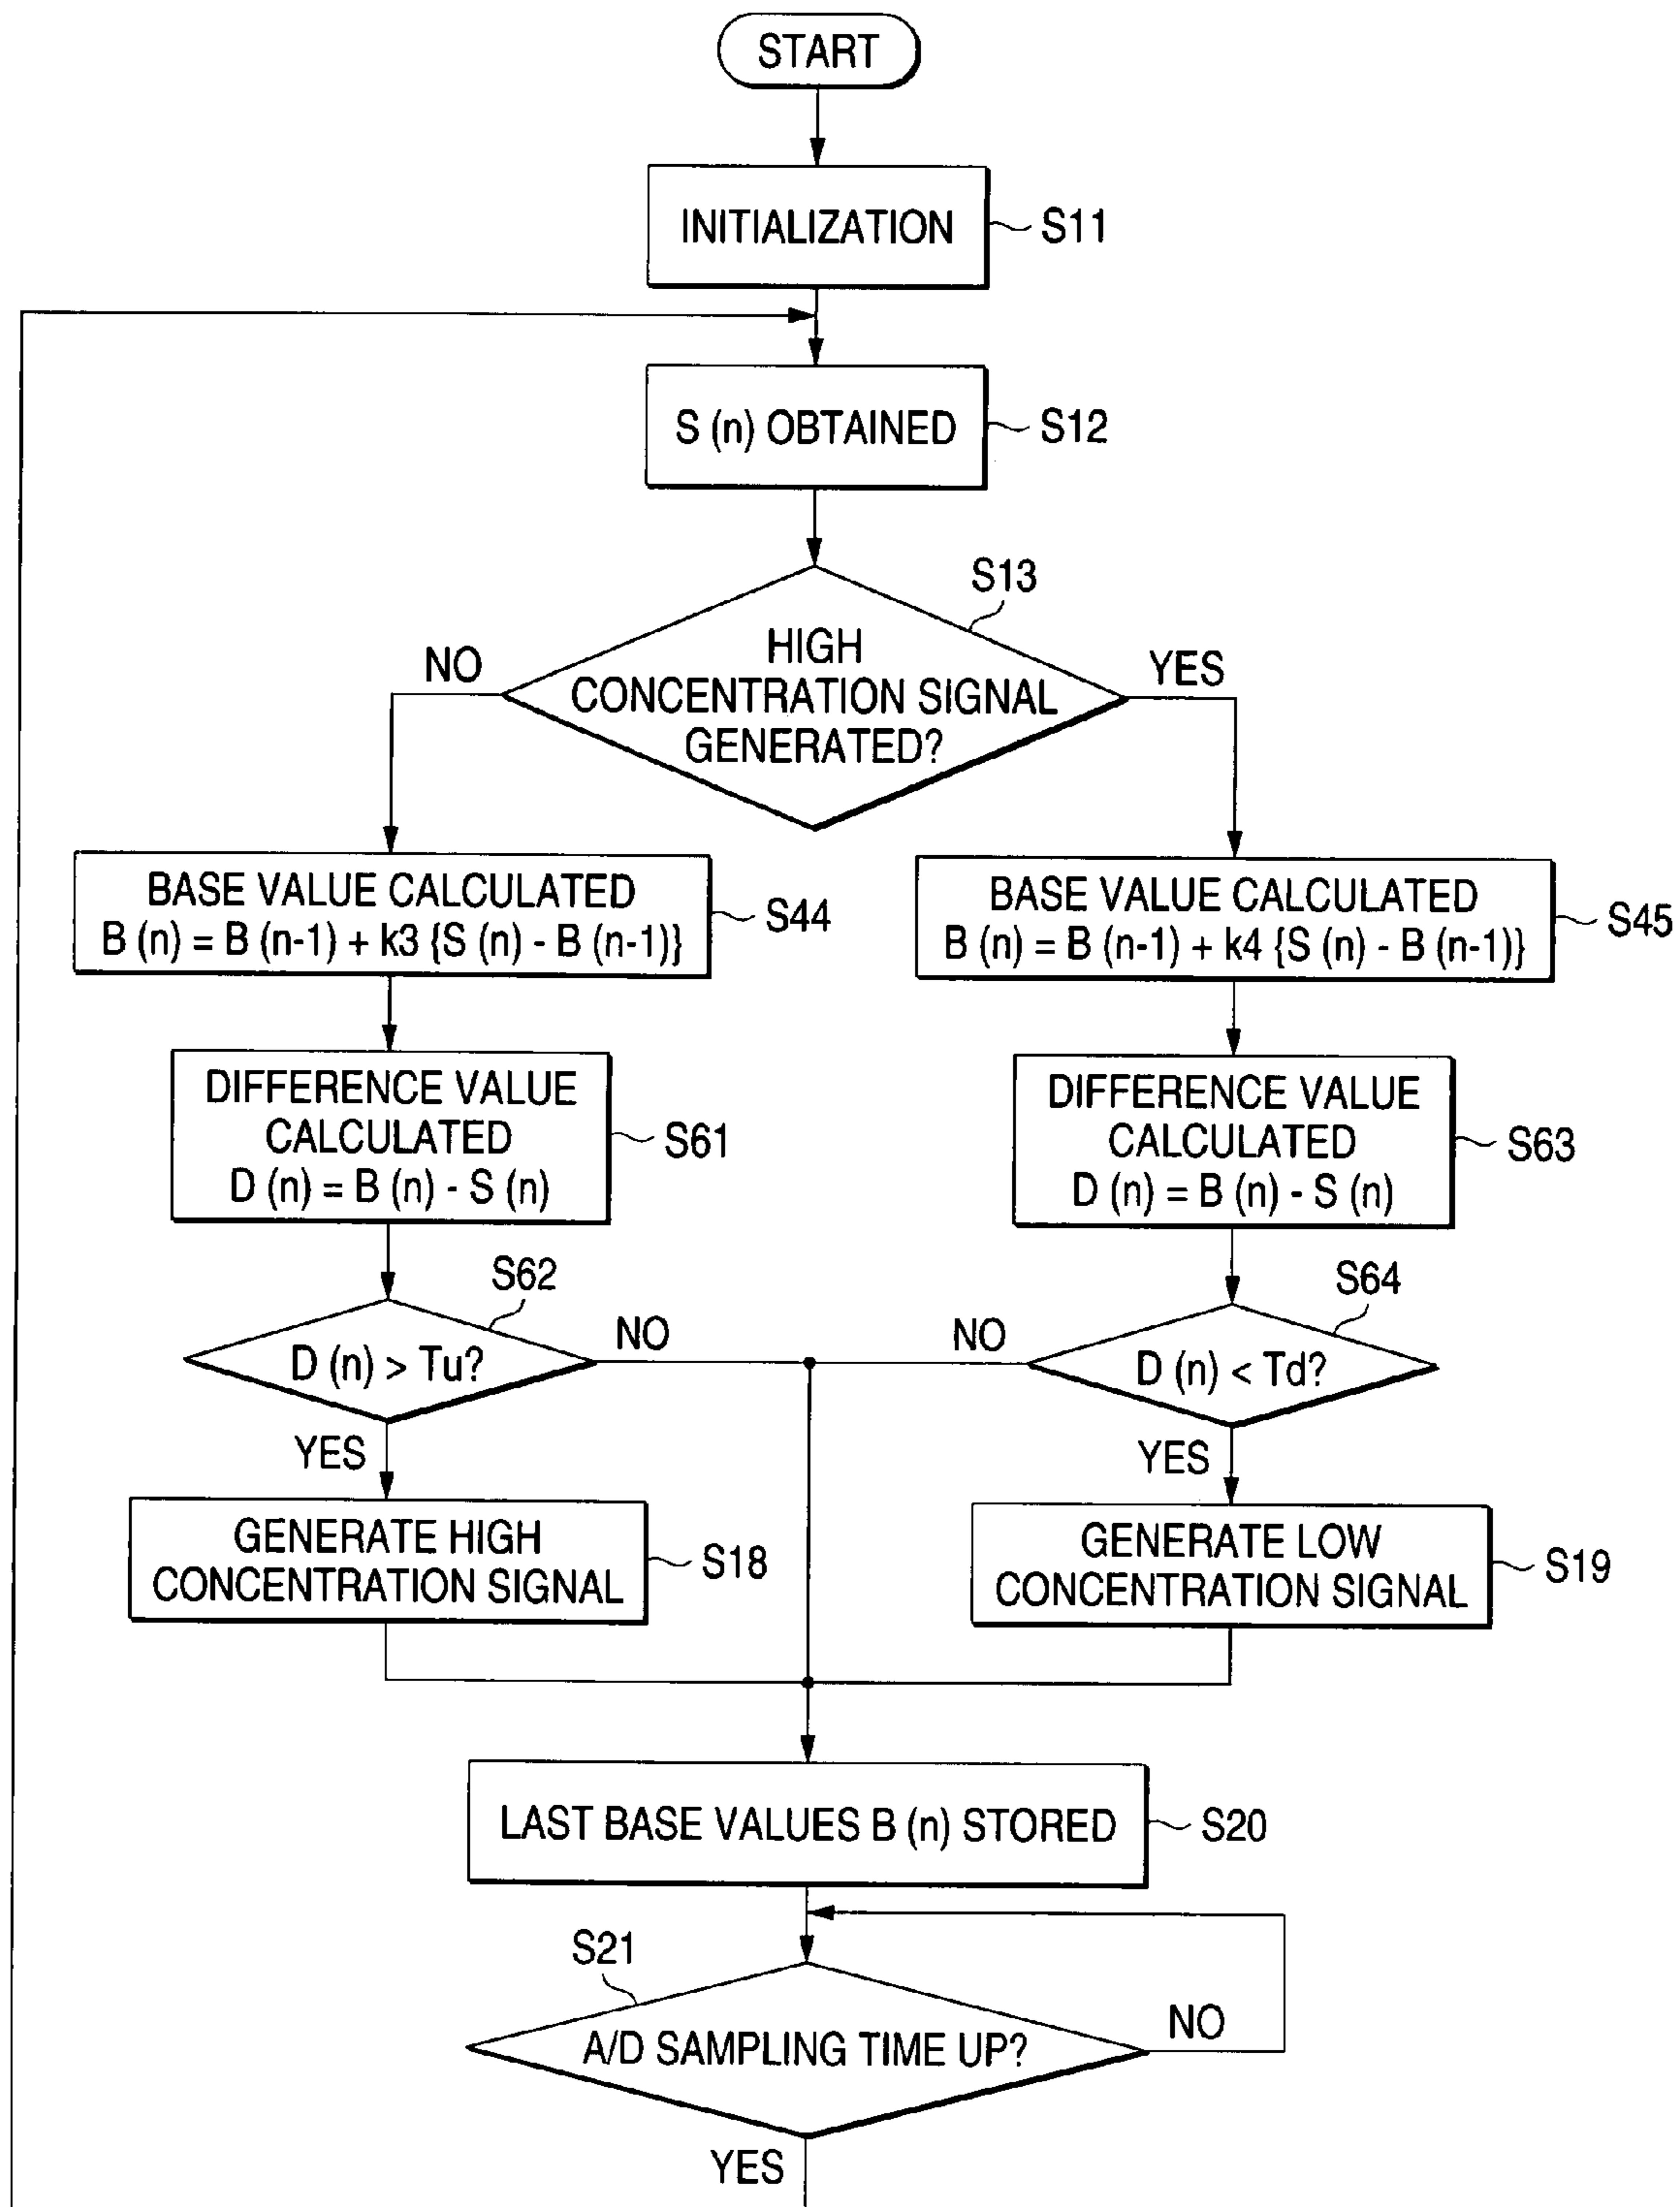 START
INITIALIZATION
S11
S (n) OBTAINED
S12
S13
HIGH
CONCENTRATION SIGNAL
GENERATED?
NO
YES
BASE VALUE CALCULATED
B (n) = B (n-1) + k3 {S (n) - B (n-1)}
S44
BASE VALUE CALCULATED
B (n) = B (n-1) + k4 {S (n) - B (n-1)}
S45
DIFFERENCE VALUE
CALCULATED
D (n) = B (n) - S (n)
S61
DIFFERENCE VALUE
CALCULATED
D (n) = B (n) - S (n)
S63
S62
D (n) > Tu?
NO
YES
S64
D (n) < Td?
NO
YES
GENERATE HIGH
CONCENTRATION SIGNAL
S18
GENERATE LOW
CONCENTRATION SIGNAL
S19
LAST BASE VALUES B (n) STORED
S20
S21
A/D SAMPLING TIME UP?
NO
YES